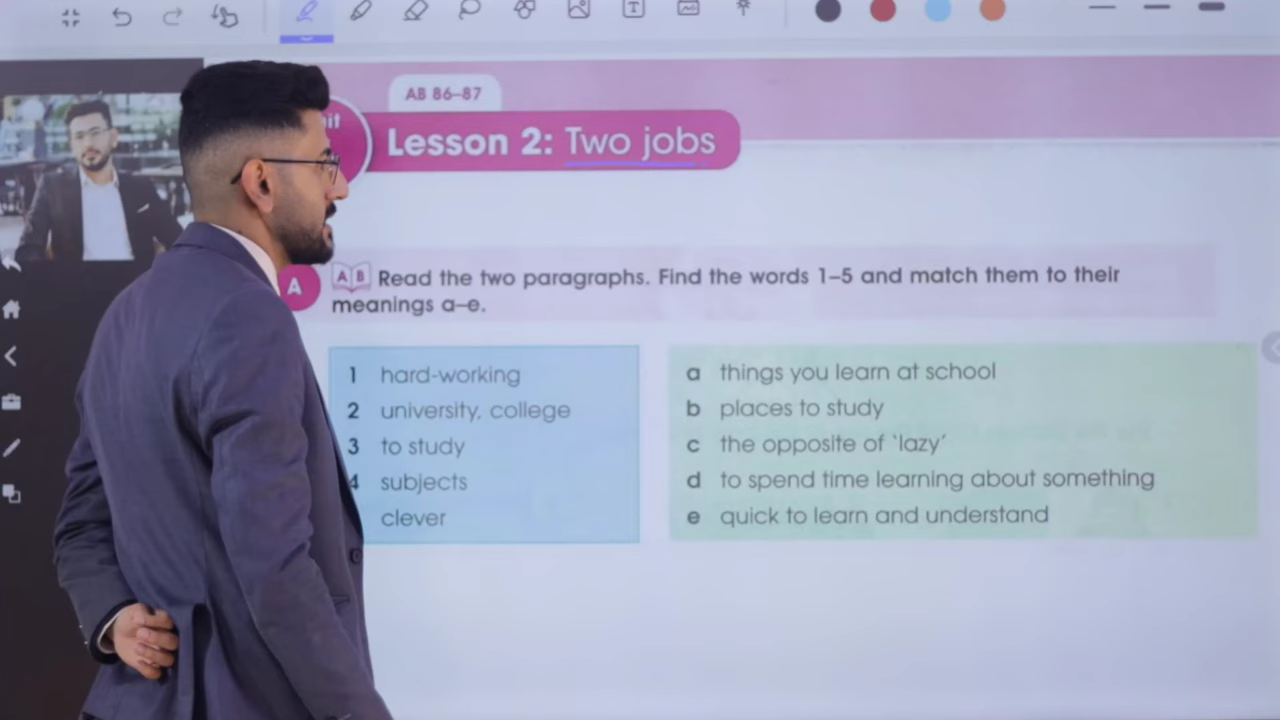 AB 86–87
Lesson 2: Two jobs
A
AB Read the two paragraphs. Find the words 1–5 and match them to their
meanings a–e.
1 hard-working
2 university, college
3 to study
4 subjects
clever
a things you learn at school
b places to study
c the opposite of ‘lazy’
d to spend time learning about something
e quick to learn and understand